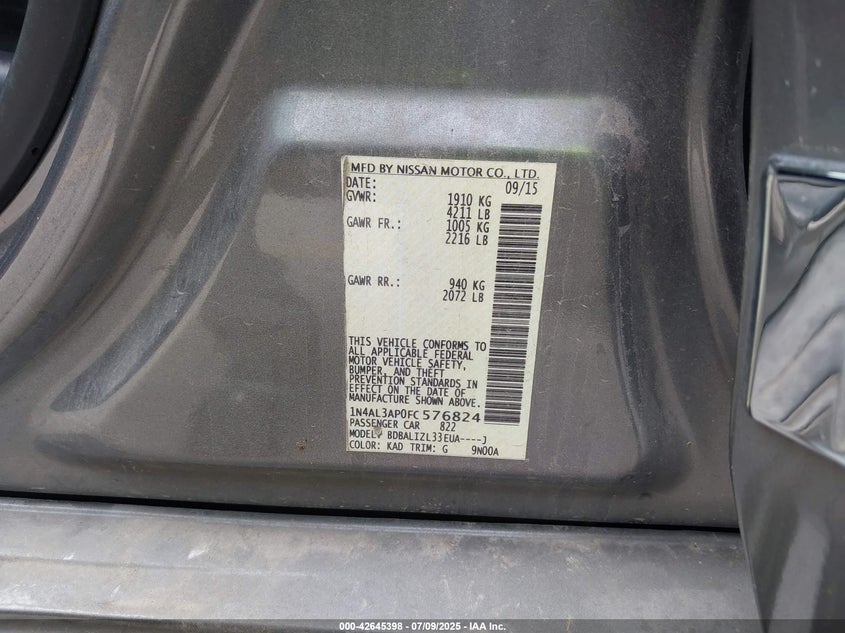 MFD BY NISSAN MOTOR CO., LTD.
DATE: 09/15
GVWR: 1910 KG
4211 LB
GAWR FR.: 1005 KG
2216 LB
GAWR RR.: 940 KG
2072 LB
THIS VEHICLE CONFORMS TO
ALL APPLICABLE FEDERAL
MOTOR VEHICLE SAFETY,
BUMPER, AND THEFT
PREVENTION STANDARDS IN
EFFECT ON THE DATE OF
MANUFACTURE SHOWN ABOVE.
1N4AL3AP0FC576824
PASSENGER CAR 822
MODEL: BDBALIZL33EUA----J
COLOR: KAD TRIM: G 9N00A
000-42645398 - 07/09/2025 - IAA Inc.